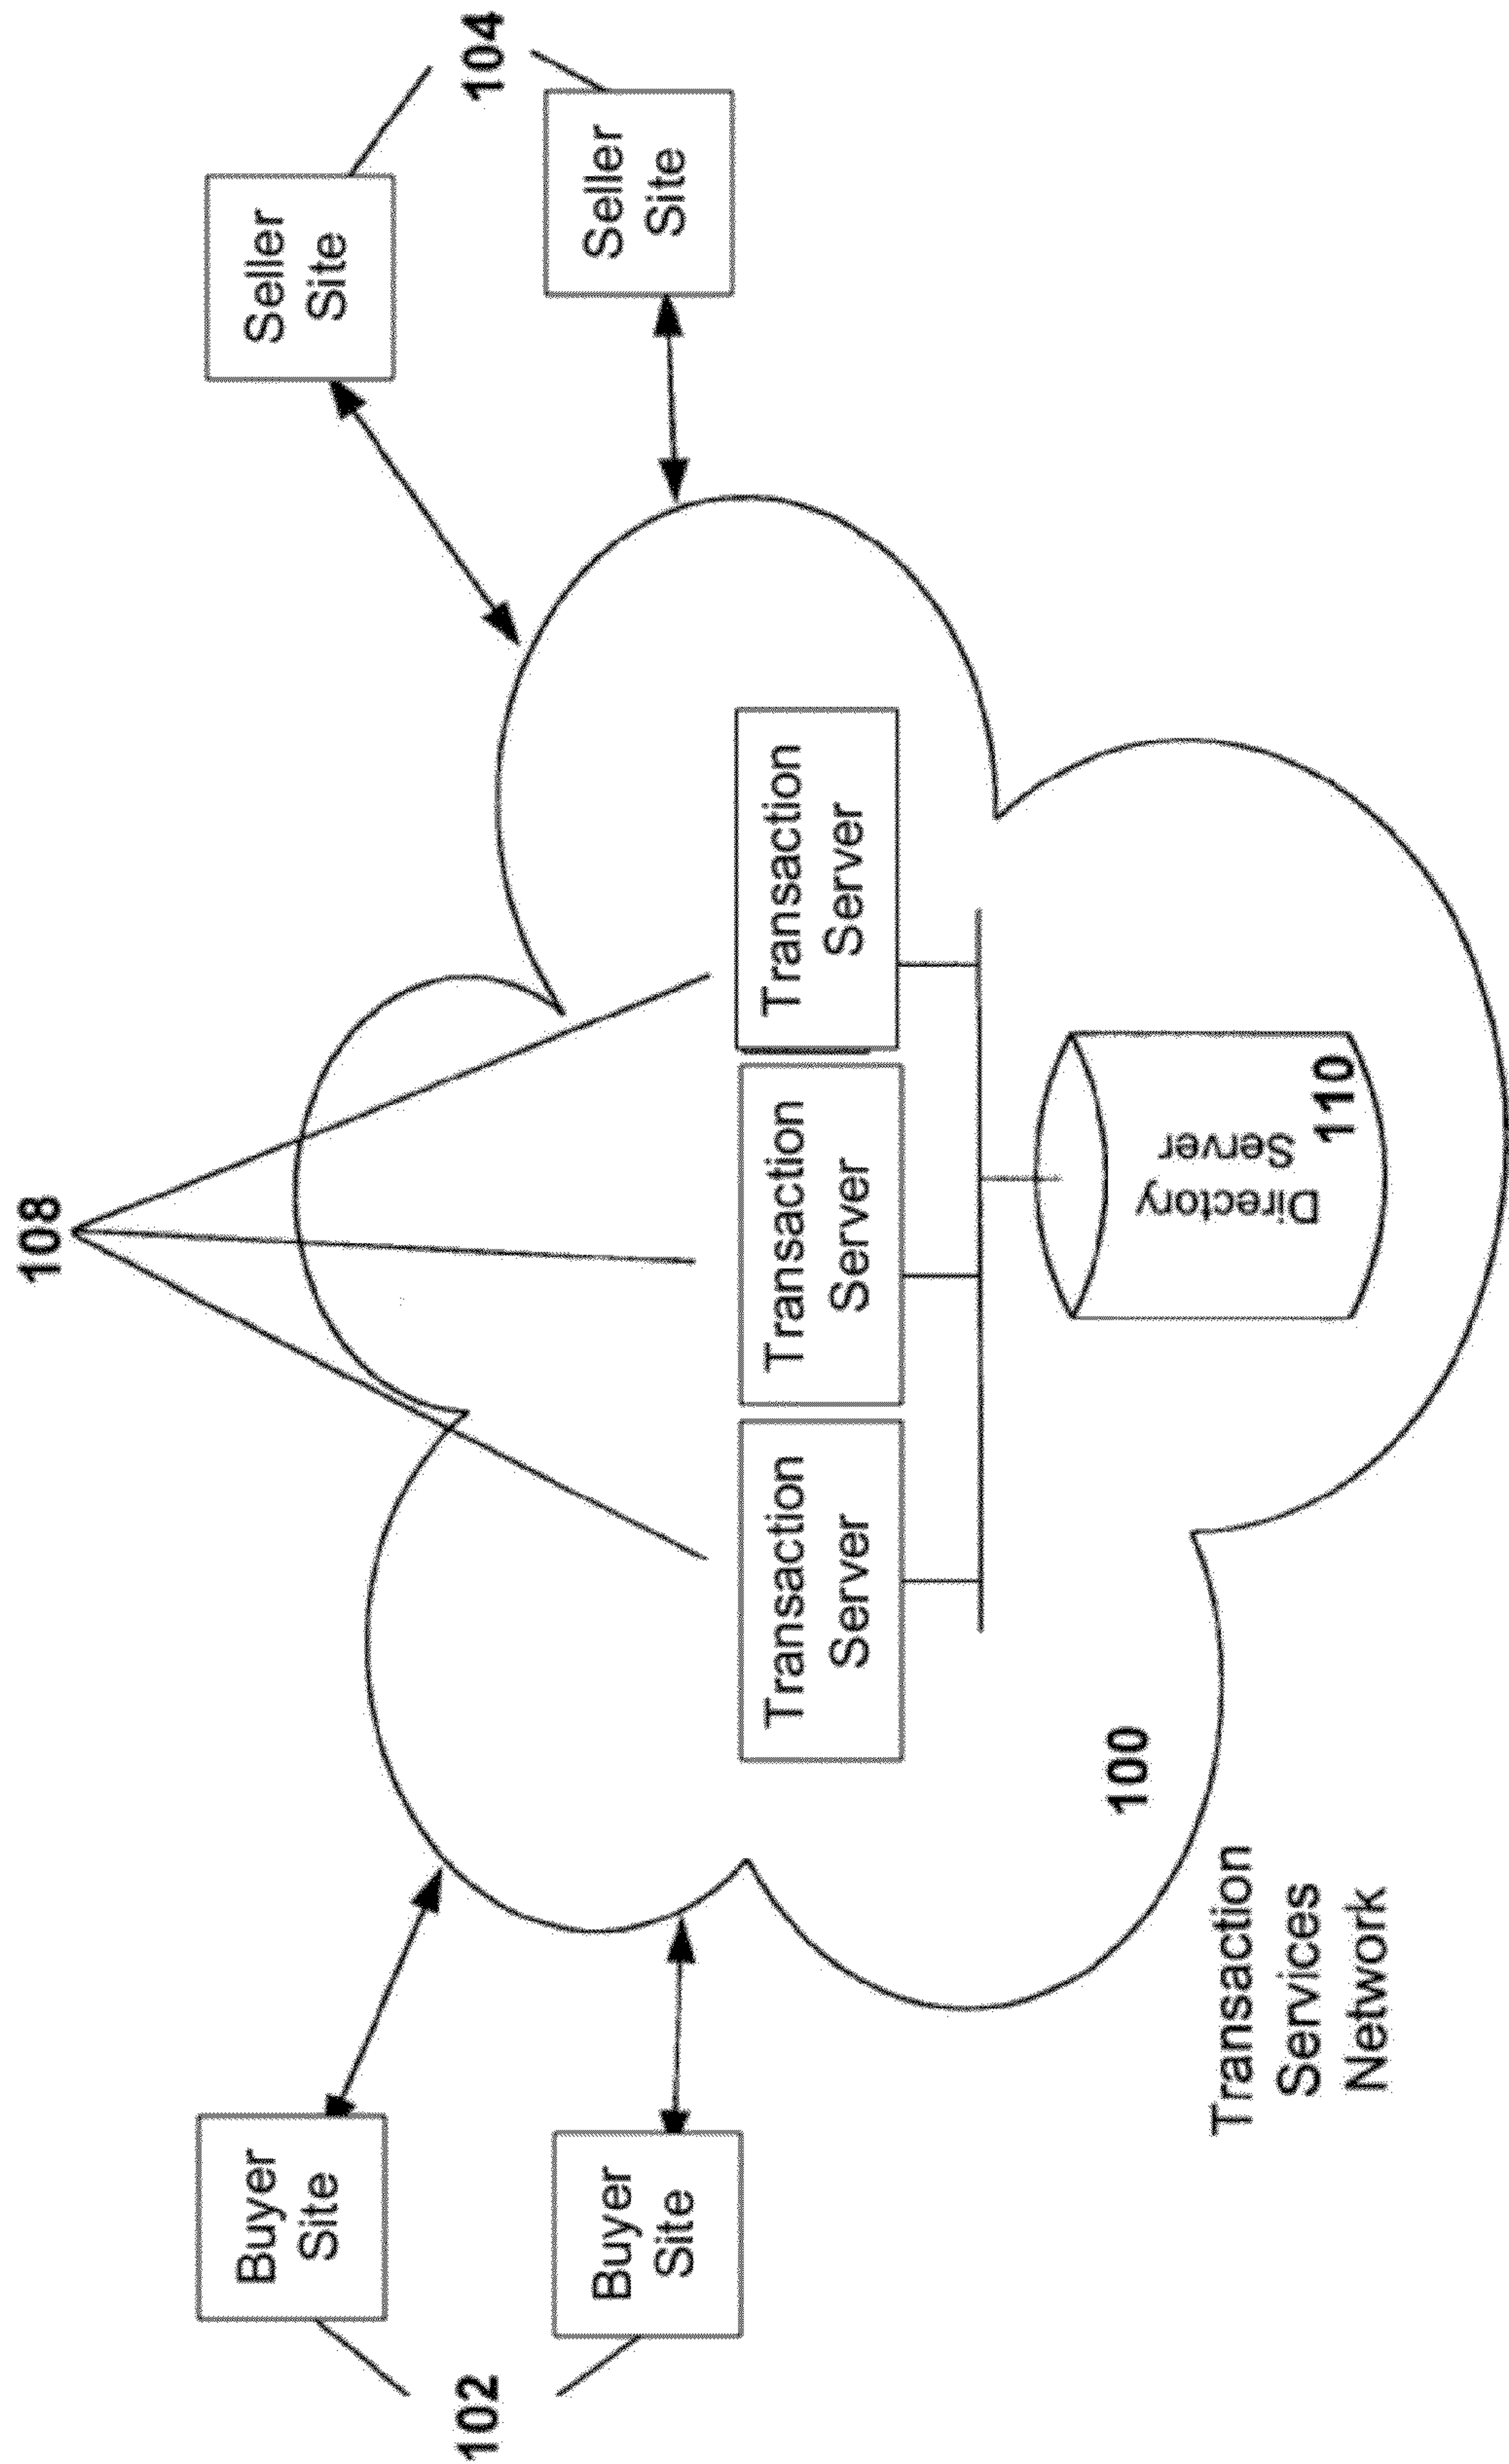 108
Seller
Site
104
Seller
Site
Buyer
Site
102
Buyer
Site
Transaction
Server
Transaction
Server
Transaction
Server
Directory
Server
110
100
Transaction
Services
Network